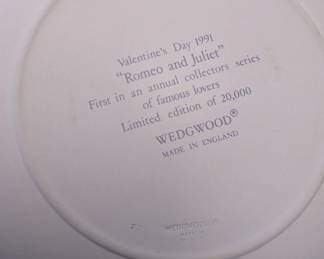 Valentine's Day 1991
"Romeo and Juliet"
First in an annual collectors series
of famous lovers
Limited edition of 20,000
WEDGWOOD®
MADE IN ENGLAND
WEDGWOOD